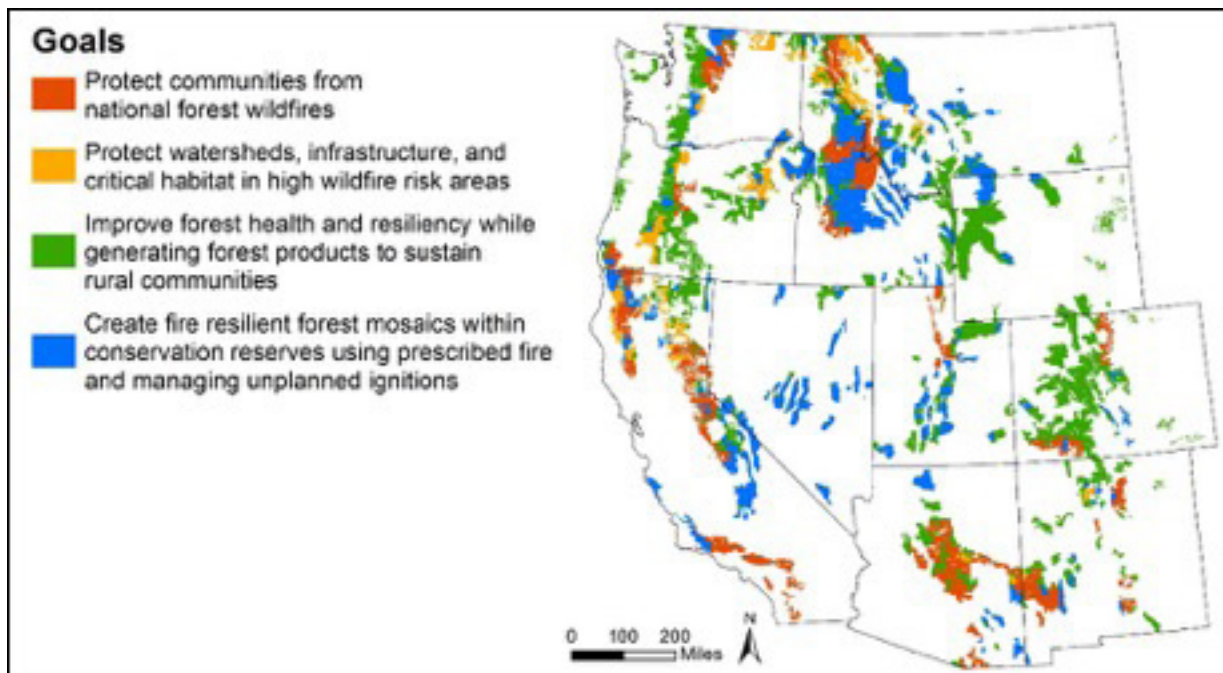 Goals
Protect communities from
national forest wildfires
Protect watersheds, infrastructure, and
critical habitat in high wildfire risk areas
Improve forest health and resiliency while
generating forest products to sustain
rural communities
Create fire resilient forest mosaics within
conservation reserves using prescribed fire
and managing unplanned ignitions
N
0 100 200
Miles